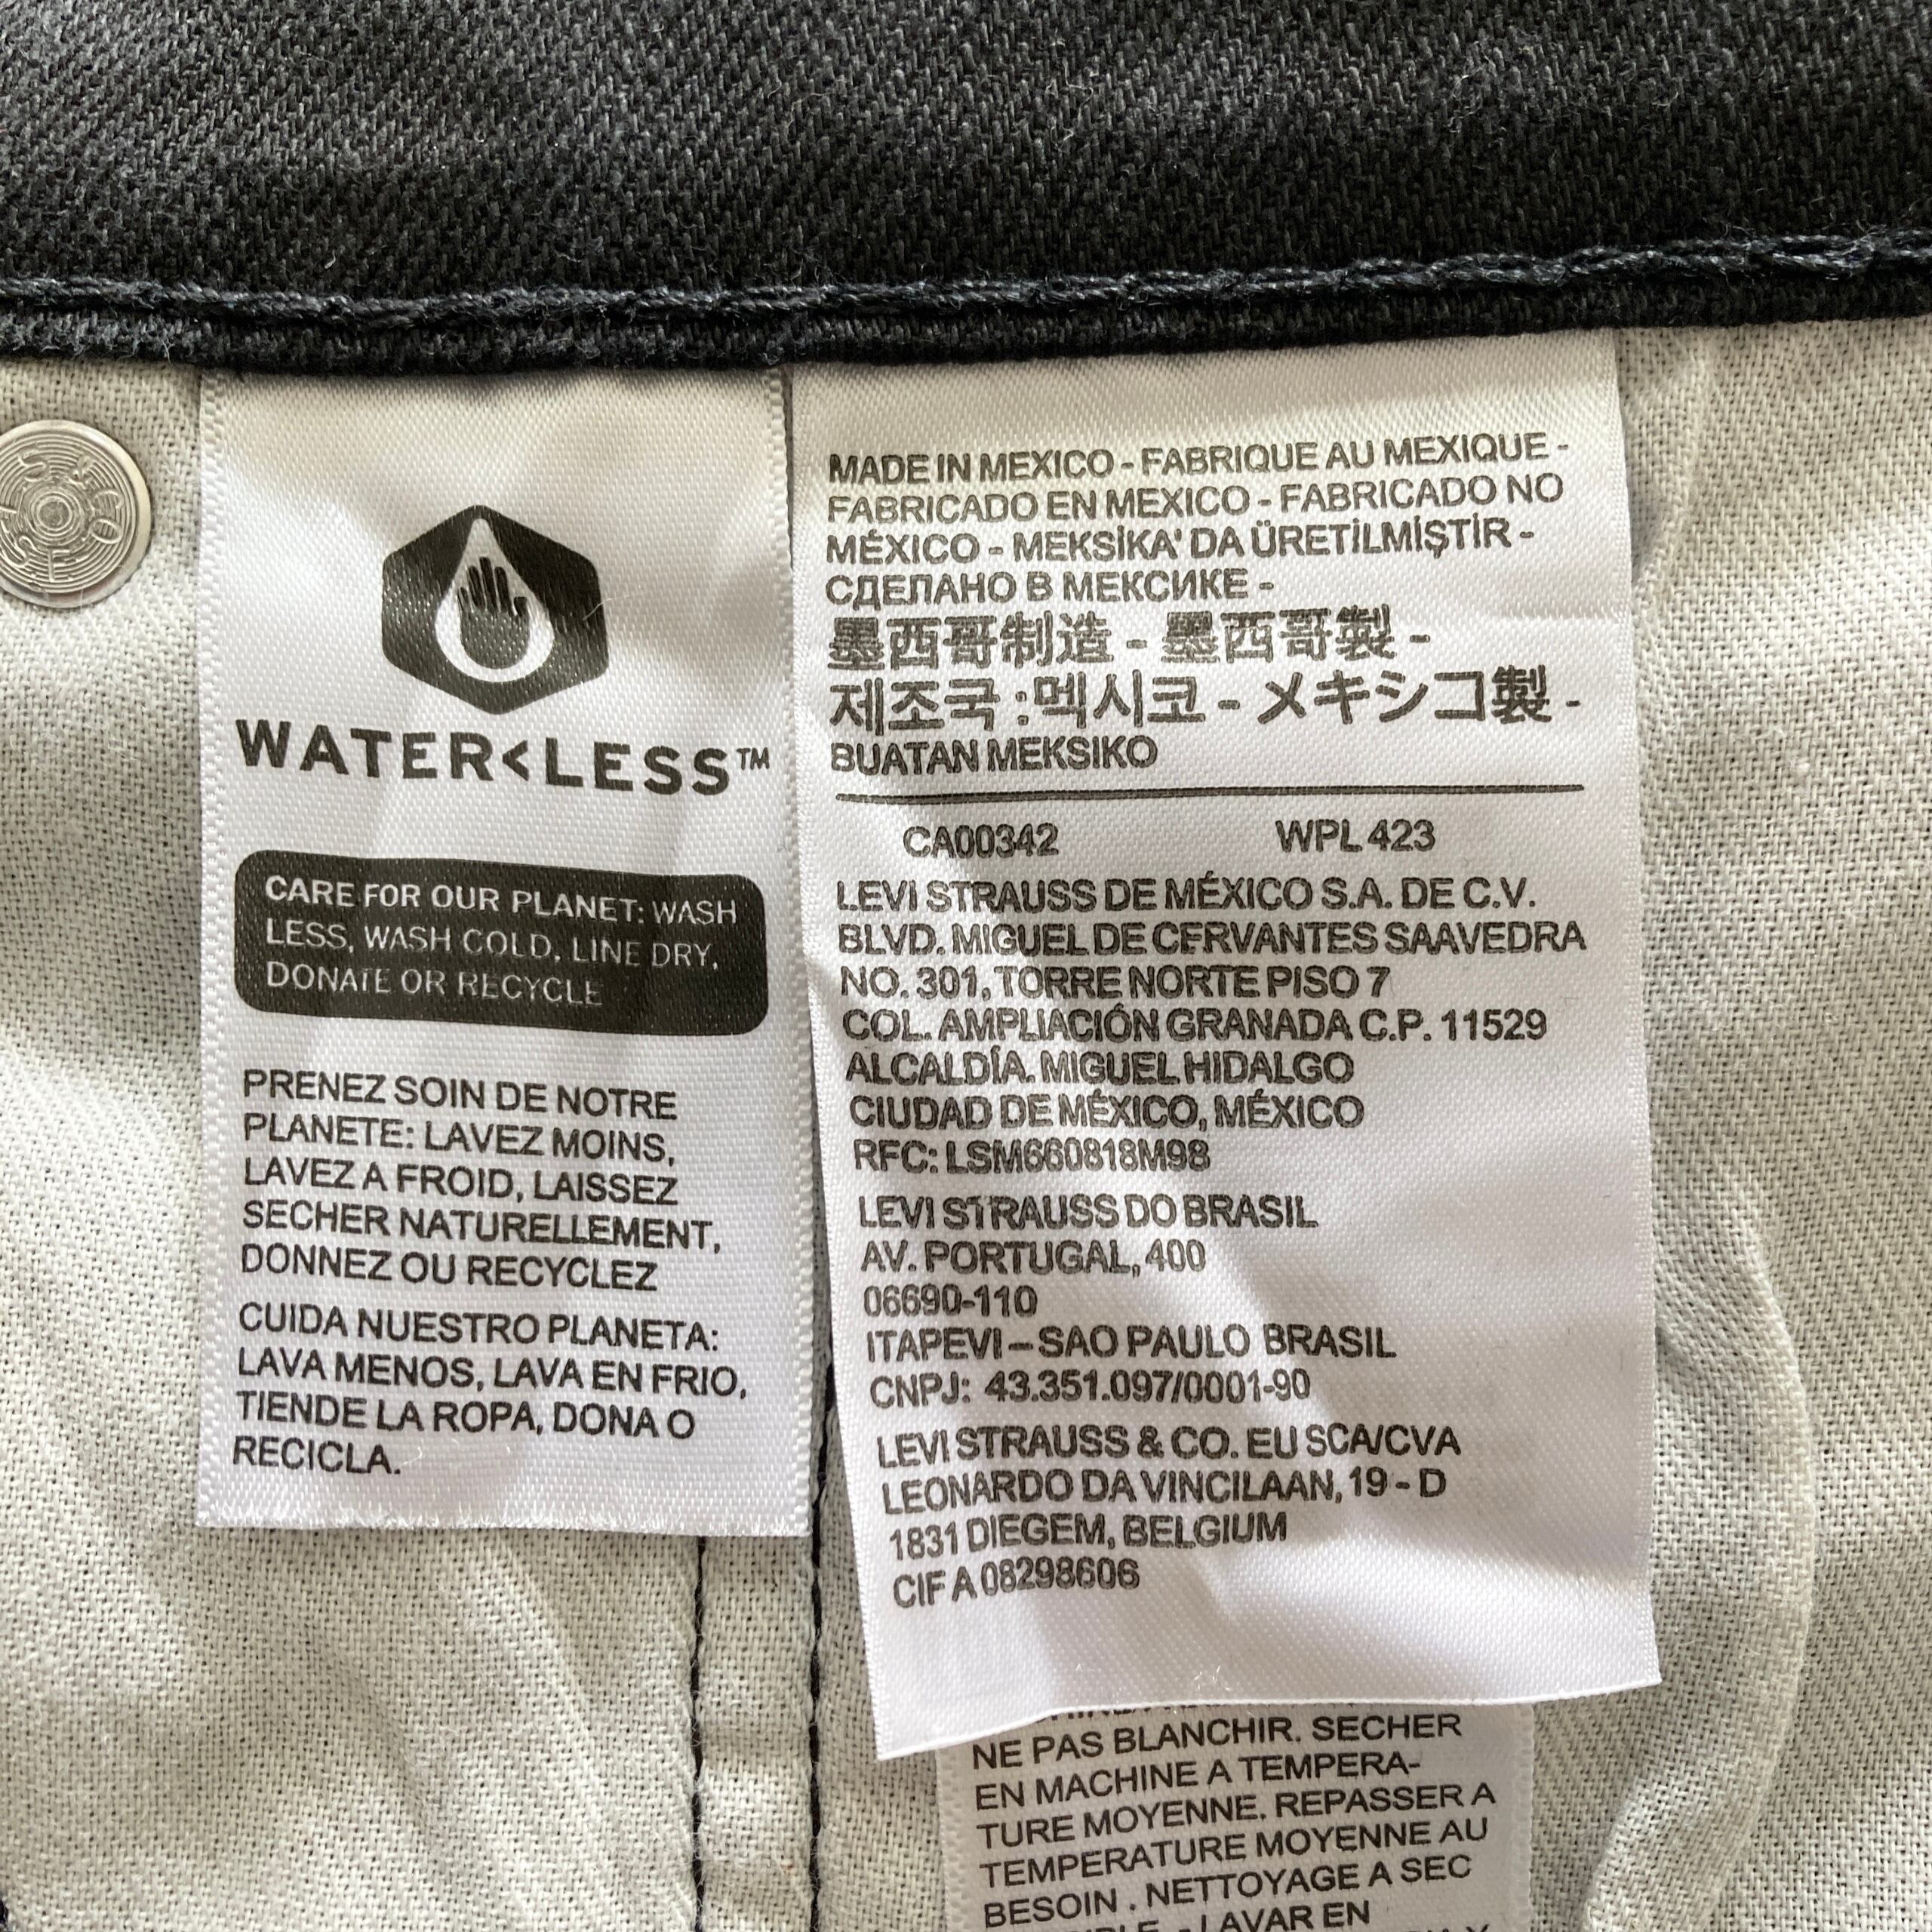 WATER<LESS™
CARE FOR OUR PLANET: WASH
LESS, WASH COLD, LINE DRY,
DONATE OR RECYCLE
PRENEZ SOIN DE NOTRE
PLANETE: LAVEZ MOINS,
LAVEZ A FROID, LAISSEZ
SECHER NATURELLEMENT,
DONNEZ OU RECYCLEZ
CUIDA NUESTRO PLANETA:
LAVA MENOS, LAVA EN FRIO,
TIENDE LA ROPA, DONA O
RECICLA.
MADE IN MEXICO - FABRIQUE AU MEXIQUE -
FABRICADO EN MEXICO - FABRICADO NO
MÉXICO - MEKSİKA' DA ÜRETİLMİŞTİR -
СДЕЛАНО В МЕКСИКЕ -
墨西哥制造 - 墨西哥製 -
제조국 : 멕시코 - メキシコ製 -
BUATAN MEKSIKO
CA00342 WPL 423
LEVI STRAUSS DE MÉXICO S.A. DE C.V.
BLVD. MIGUEL DE CERVANTES SAAVEDRA
NO. 301, TORRE NORTE PISO 7
COL. AMPLIACIÓN GRANADA C.P. 11529
ALCALDÍA. MIGUEL HIDALGO
CIUDAD DE MÉXICO, MÉXICO
RFC: LSM660818M98
LEVI STRAUSS DO BRASIL
AV. PORTUGAL, 400
06690-110
ITAPEVI – SAO PAULO BRASIL
CNPJ: 43.351.097/0001-90
LEVI STRAUSS & CO. EU SCA/CVA
LEONARDO DA VINCILAAN, 19 - D
1831 DIEGEM, BELGIUM
CIF A 08298606
NE PAS BLANCHIR. SECHER
EN MACHINE A TEMPERA-
TURE MOYENNE. REPASSER A
TEMPERATURE MOYENNE AU
BESOIN . NETTOYAGE A SEC
- LAVAR EN